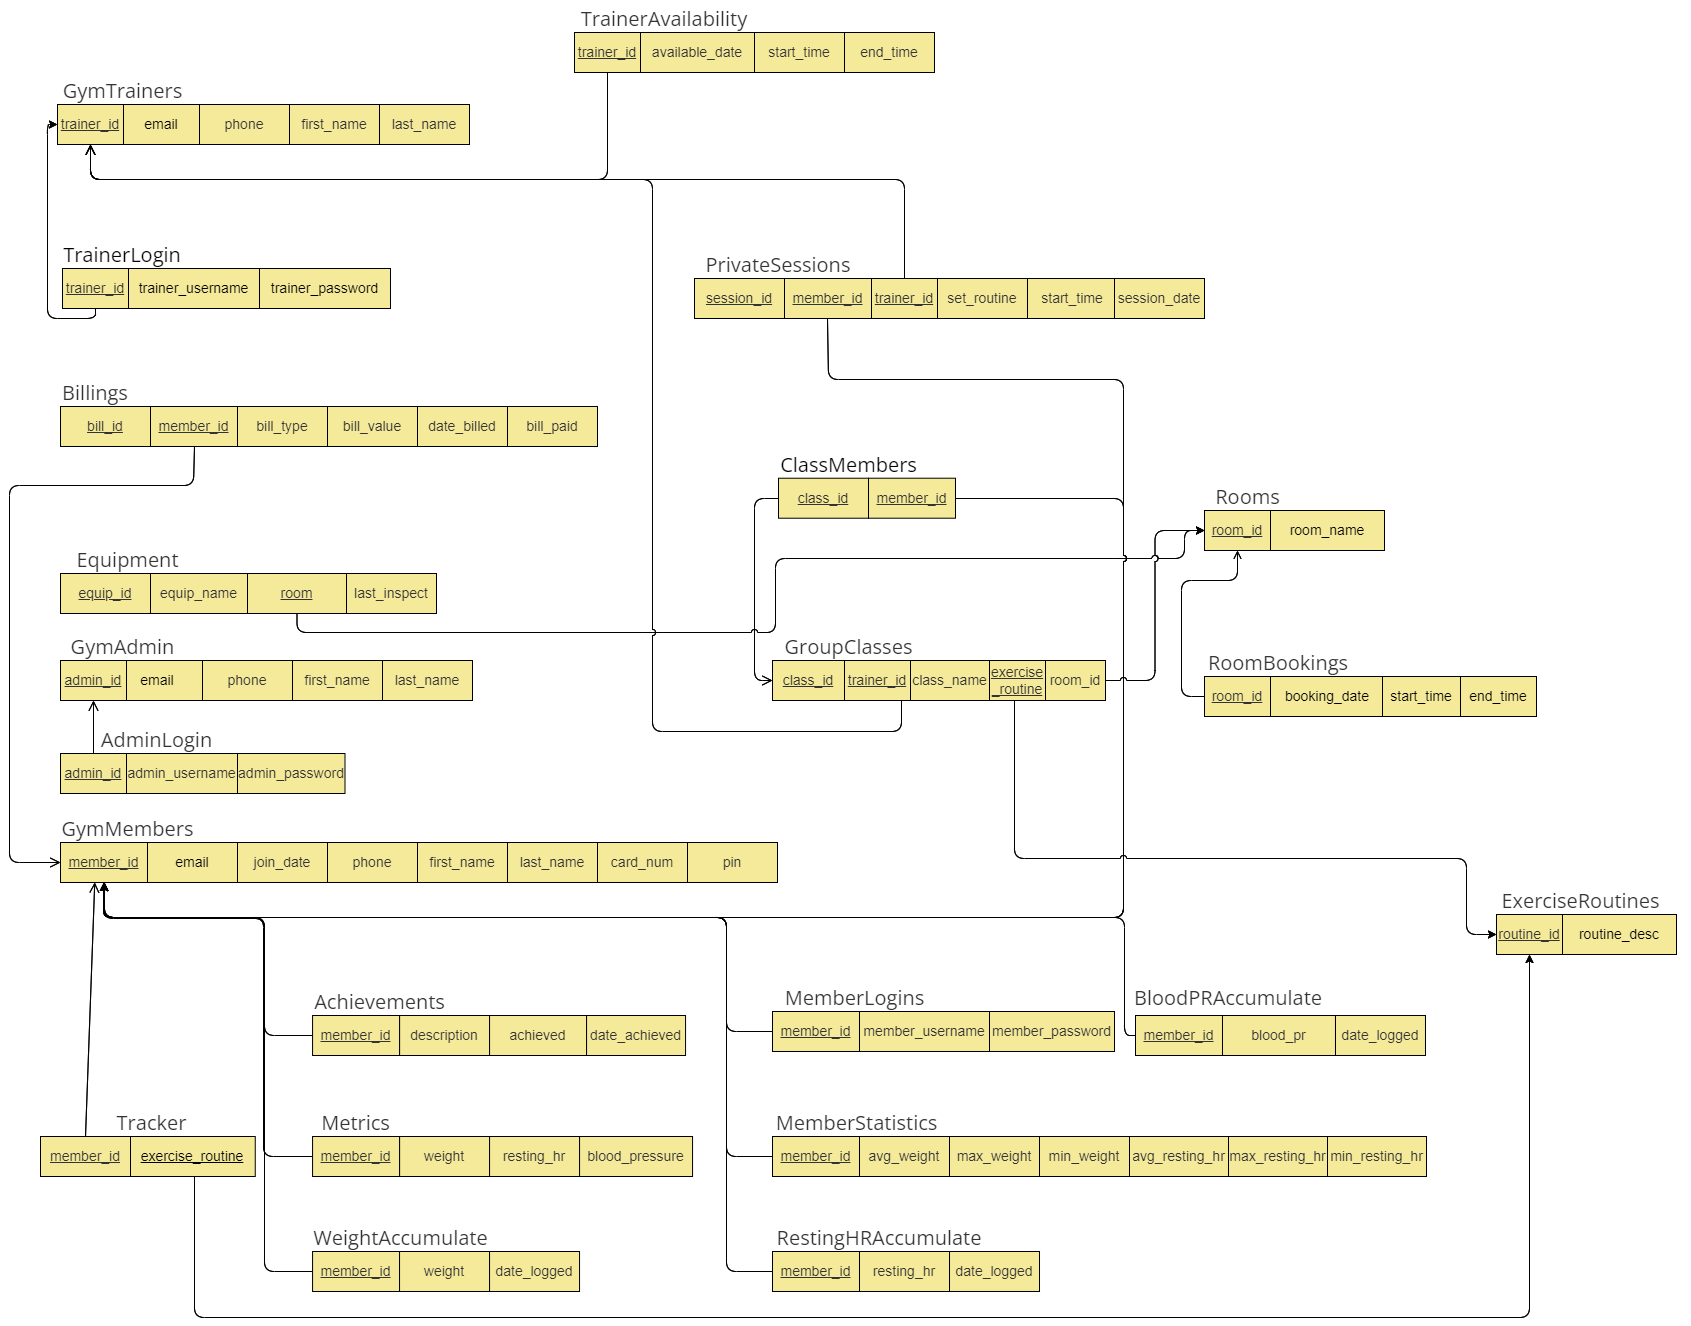 TrainerAvailability
trainer_id available_date start_time end_time
GymTrainers
trainer_id email phone first_name last_name
TrainerLogin
trainer_id trainer_username trainer_password
PrivateSessions
session_id member_id trainer_id set_routine start_time session_date
Billings
bill_id member_id bill_type bill_value date_billed bill_paid
ClassMembers
class_id member_id
Rooms
room_id room_name
Equipment
equip_id equip_name room last_inspect
GymAdmin
admin_id email phone first_name last_name
GroupClasses
class_id trainer_id class_name exercise
_routine room_id
RoomBookings
room_id booking_date start_time end_time
AdminLogin
admin_id admin_username admin_password
GymMembers
member_id email join_date phone first_name last_name card_num pin
ExerciseRoutines
routine_id routine_desc
Achievements
member_id description achieved date_achieved
MemberLogins
member_id member_username member_password
BloodPRAccumulate
member_id blood_pr date_logged
Tracker
member_id exercise_routine
Metrics
member_id weight resting_hr blood_pressure
MemberStatistics
member_id avg_weight max_weight min_weight avg_resting_hr max_resting_hr min_resting_hr
WeightAccumulate
member_id weight date_logged
RestingHRAccumulate
member_id resting_hr date_logged